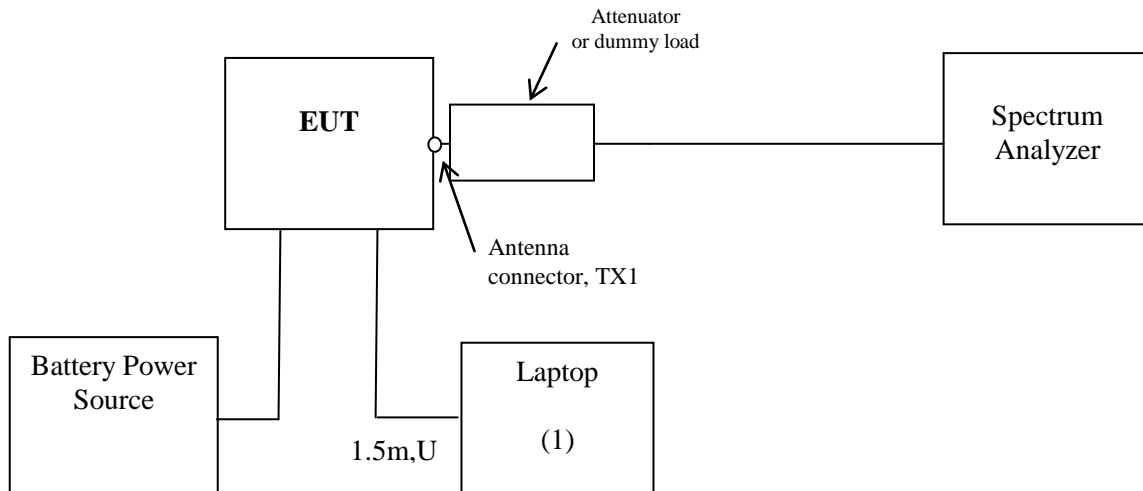 Attenuator
or dummy load
EUT
Spectrum
Analyzer
Antenna
connector, TX1
Battery Power
Source
Laptop
(1)
1.5m,U